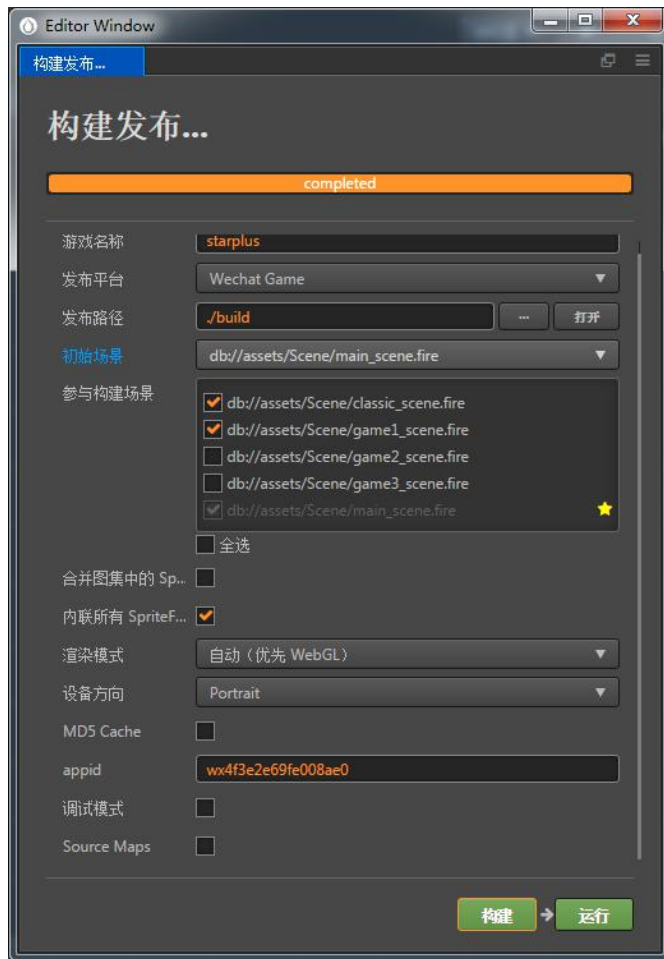 Editor Window
构建发布...
构建发布...
completed
游戏名称 starplus
发布平台 Wechat Game
发布路径 ./build ... 打开
初始场景 db://assets/Scene/main_scene.fire
参与构建场景 db://assets/Scene/classic_scene.fire
db://assets/Scene/game1_scene.fire
db://assets/Scene/game2_scene.fire
db://assets/Scene/game3_scene.fire
db://assets/Scene/main_scene.fire
全选
合并图集中的 Sp...
内联所有 SpriteF...
渲染模式 自动（优先 WebGL）
设备方向 Portrait
MD5 Cache
appid wx4f3e2e69fe008ae0
调试模式
Source Maps
构建 运行